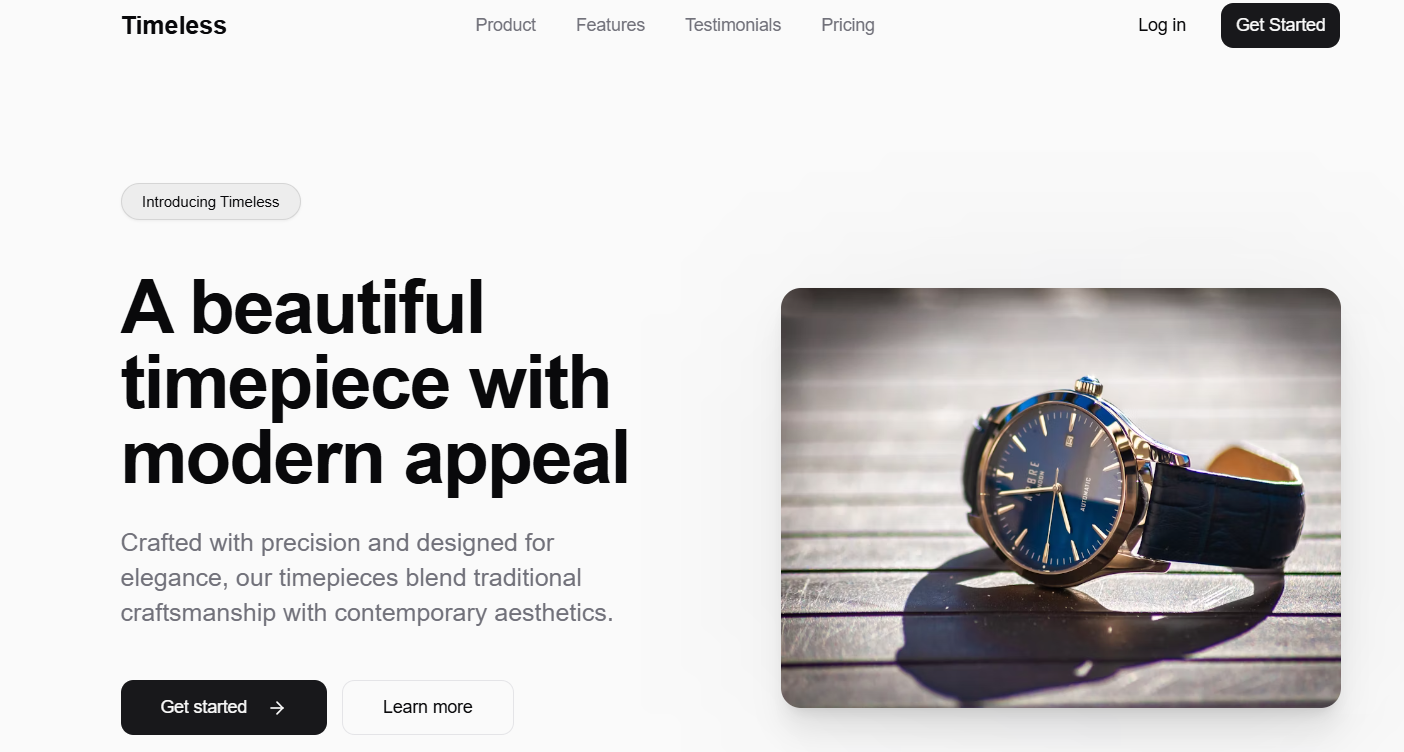 Timeless
Product
Features
Testimonials
Pricing
Log in
Get Started
Introducing Timeless
A beautiful
timepiece with
modern appeal
Crafted with precision and designed for
elegance, our timepieces blend traditional
craftsmanship with contemporary aesthetics.
Get started
Learn more
AUTOMATIC